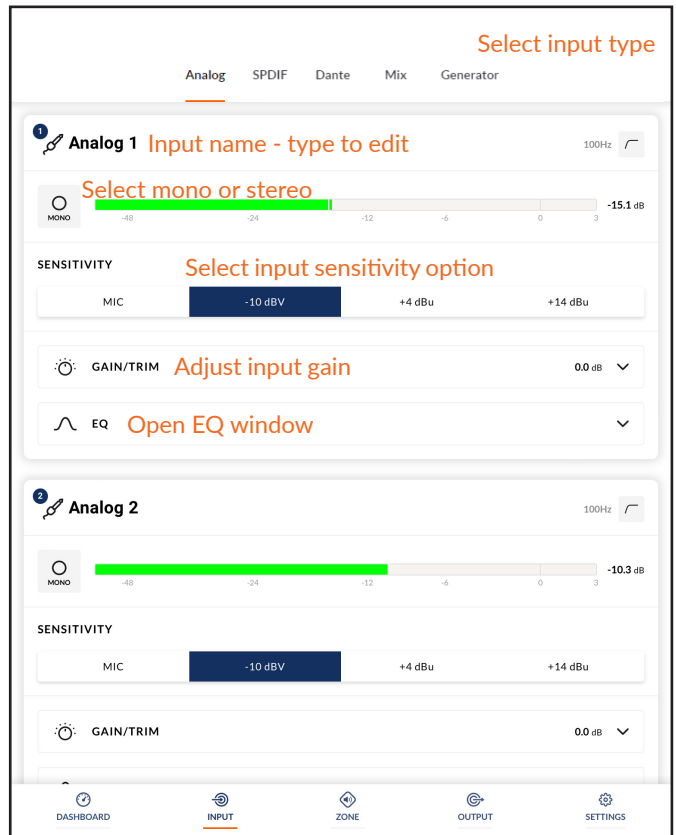 Select input type
Analog SPDIF Dante Mix Generator
1
Analog 1 Input name - type to edit 100Hz
Select mono or stereo
MONO -15.1 dB
-48 -24 -12 -6 0 3
SENSITIVITY
Select input sensitivity option
MIC -10 dBV +4 dBu +14 dBu
GAIN/TRIM Adjust input gain 0.0 dB
EQ Open EQ window
2
Analog 2 100Hz
MONO -10.3 dB
-48 -24 -12 -6 0 3
SENSITIVITY
MIC -10 dBV +4 dBu +14 dBu
GAIN/TRIM 0.0 dB
DASHBOARD INPUT ZONE OUTPUT SETTINGS